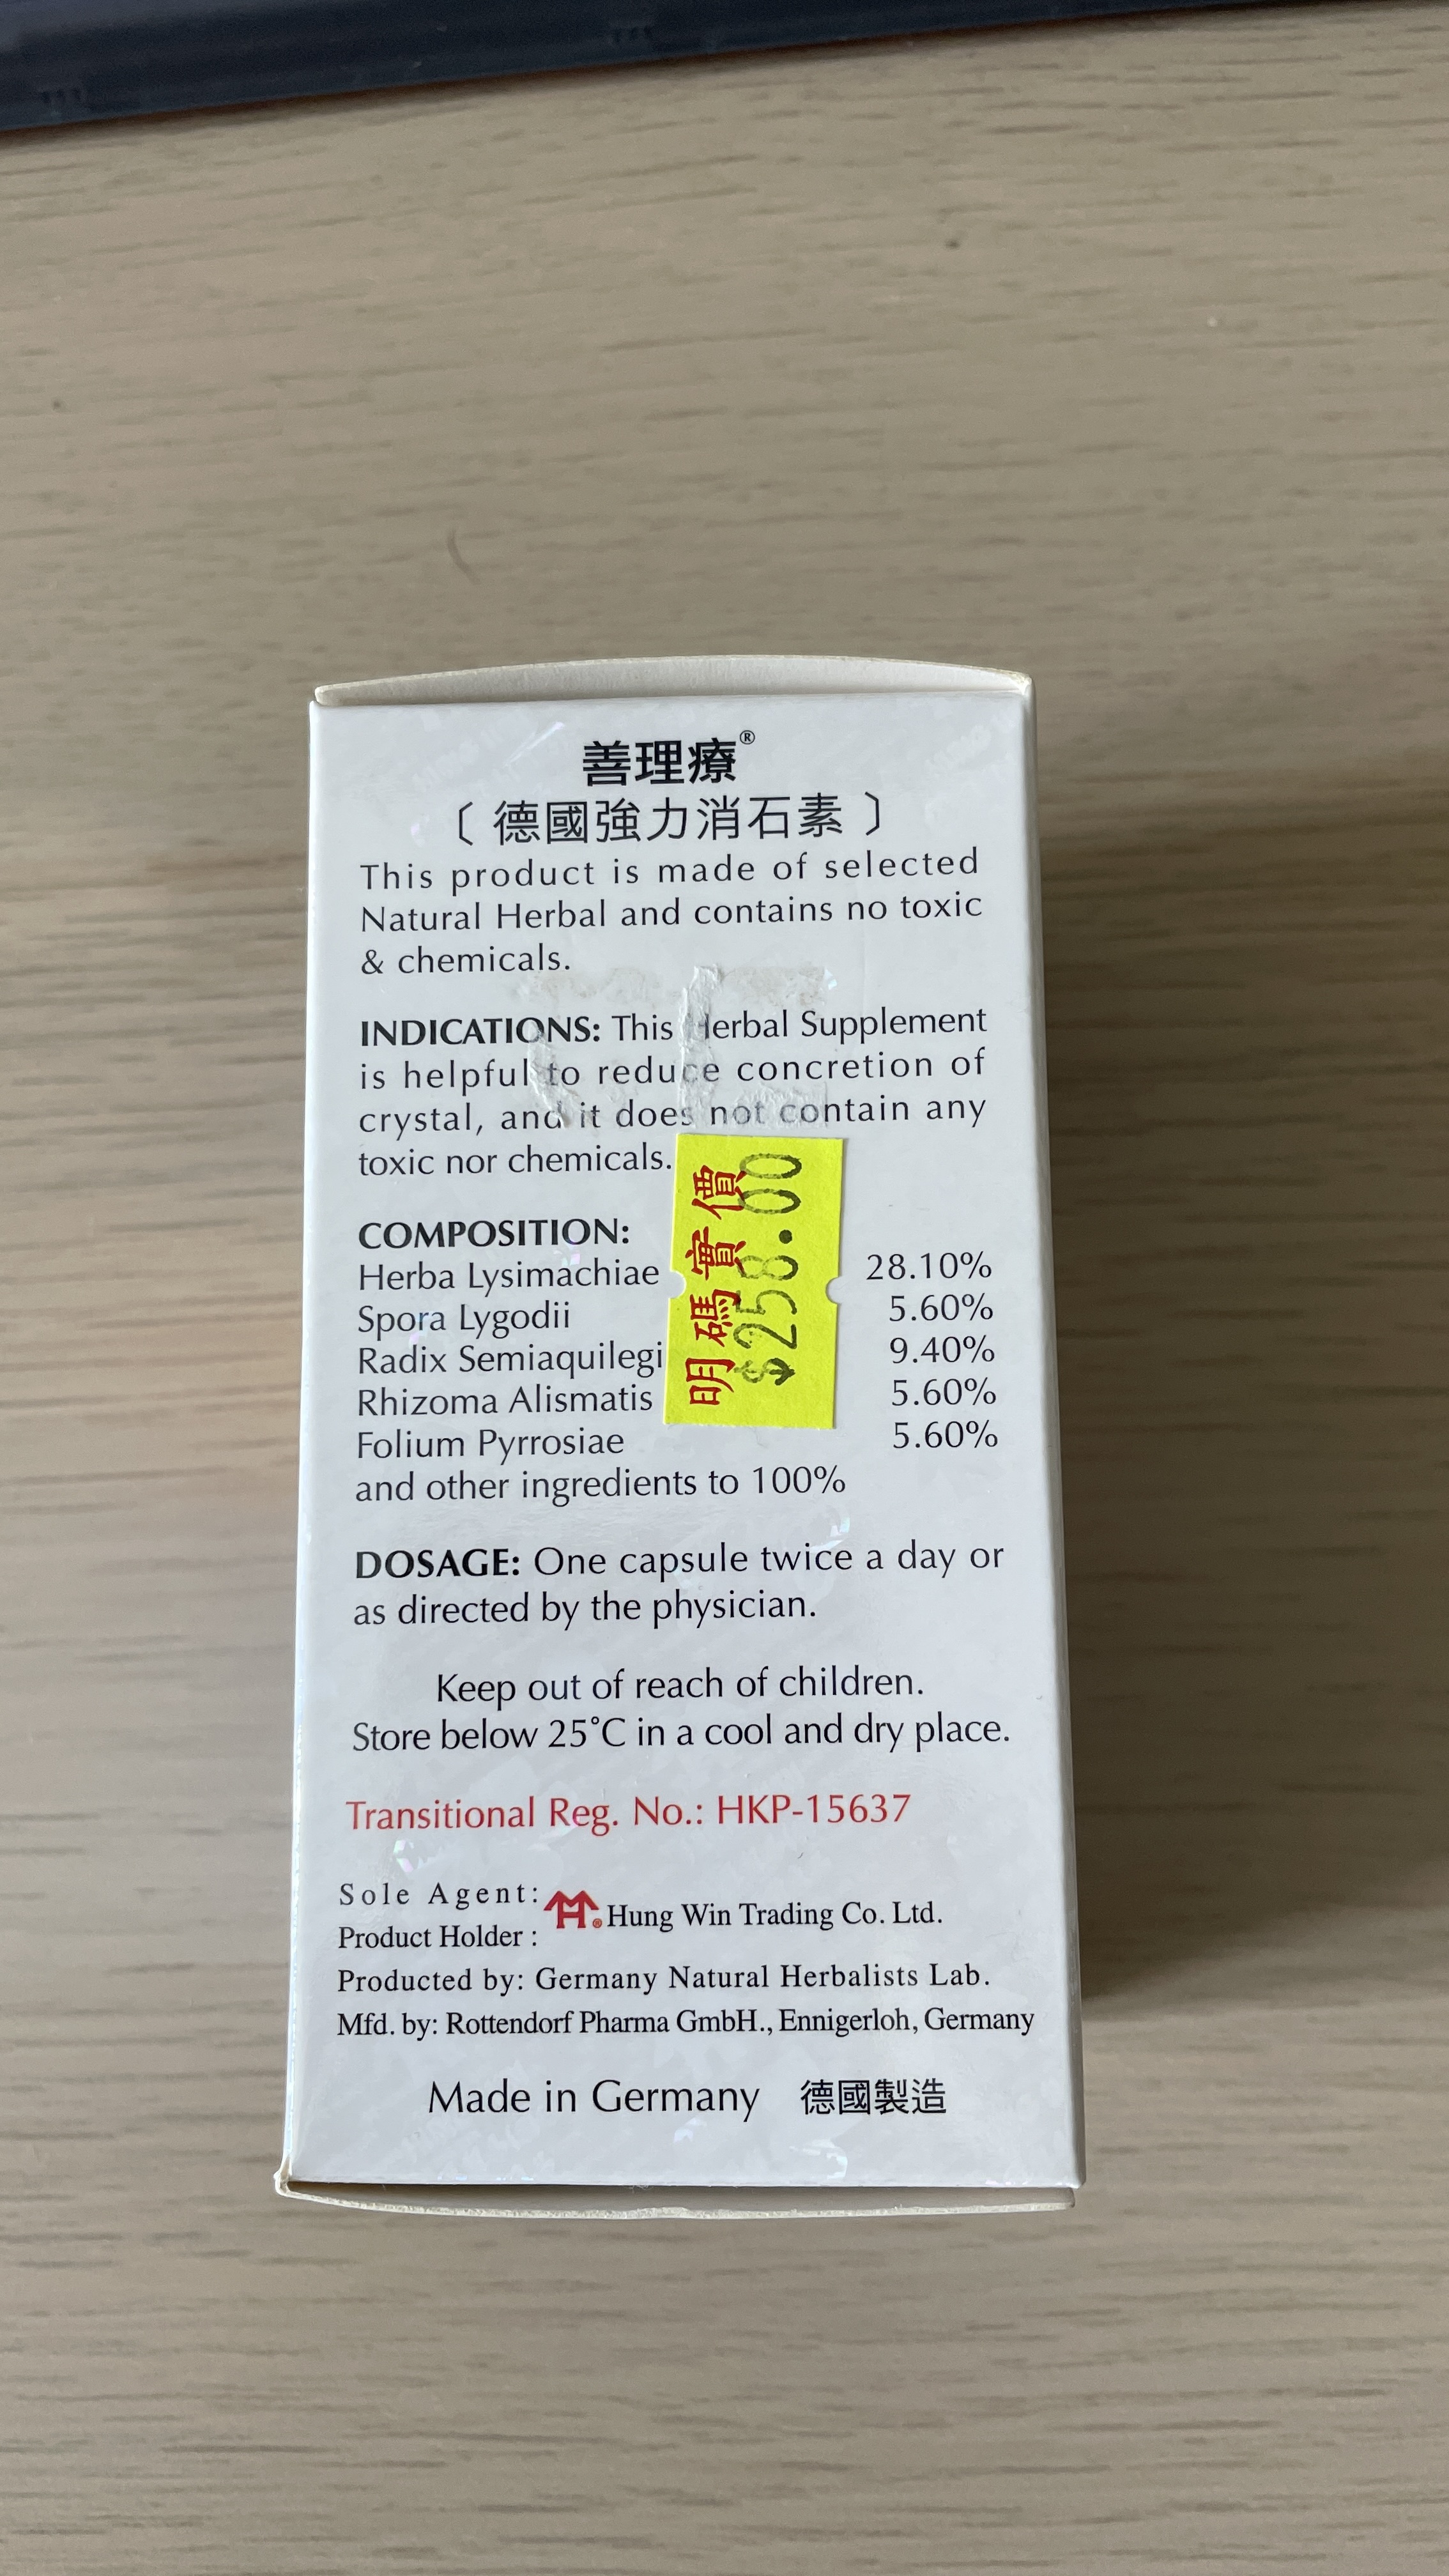 善理療®
〔德國強力消石素〕
This product is made of selected
Natural Herbal and contains no toxic
& chemicals.
INDICATIONS: This Herbal Supplement
is helpful to reduce concretion of
crystal, and it does not contain any
toxic nor chemicals.
明碼實價
$258.00
COMPOSITION:
Herba Lysimachiae 28.10%
Spora Lygodii 5.60%
Radix Semiaquilegi 9.40%
Rhizoma Alismatis 5.60%
Folium Pyrrosiae 5.60%
and other ingredients to 100%
DOSAGE: One capsule twice a day or
as directed by the physician.
Keep out of reach of children.
Store below 25°C in a cool and dry place.
Transitional Reg. No.: HKP-15637
Sole Agent:
Product Holder : Hung Win Trading Co. Ltd.
Producted by: Germany Natural Herbalists Lab.
Mfd. by: Rottendorf Pharma GmbH., Ennigerloh, Germany
Made in Germany 德國製造